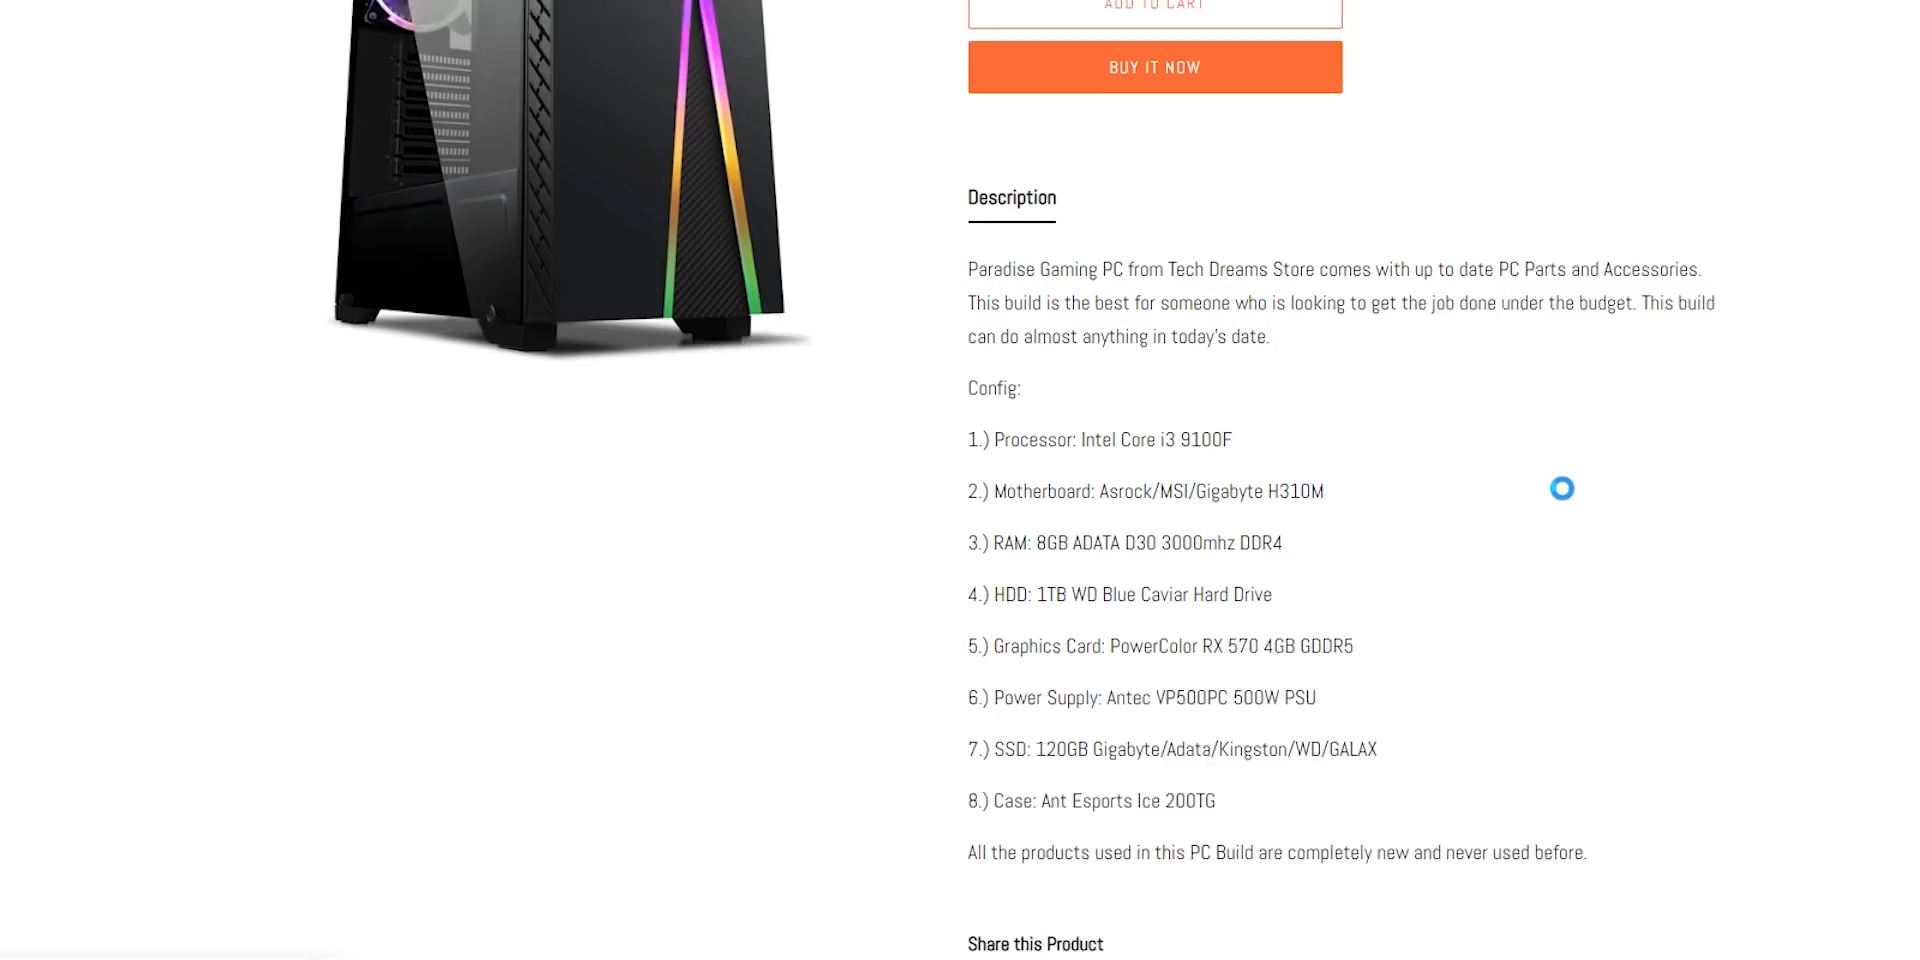 ADD TO CART
BUY IT NOW
Description
Paradise Gaming PC from Tech Dreams Store comes with up to date PC Parts and Accessories.
This build is the best for someone who is looking to get the job done under the budget. This build
can do almost anything in today's date.
Config:
1.) Processor: Intel Core i3 9100F
2.) Motherboard: Asrock/MSI/Gigabyte H310M
3.) RAM: 8GB ADATA D30 3000mhz DDR4
4.) HDD: 1TB WD Blue Caviar Hard Drive
5.) Graphics Card: PowerColor RX 570 4GB GDDR5
6.) Power Supply: Antec VP500PC 500W PSU
7.) SSD: 120GB Gigabyte/Adata/Kingston/WD/GALAX
8.) Case: Ant Esports Ice 200TG
All the products used in this PC Build are completely new and never used before.
Share this Product